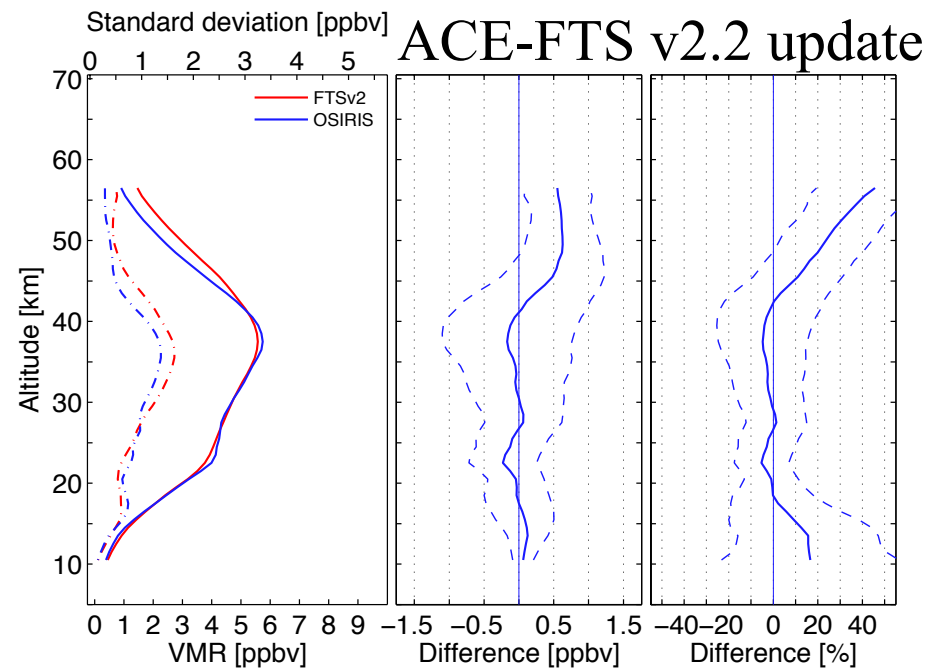 Standard deviation [ppbv]
ACE-FTS v2.2 update
0 1 2 3 4 5
70
60
50
40
30
20
10
Altitude [km]
FTSv2
OSIRIS
0 1 2 3 4 5 6 7 8 9
VMR [ppbv]
−1.5 −0.5 0.5 1.5
Difference [ppbv]
−40 −20 0 20 40
Difference [%]